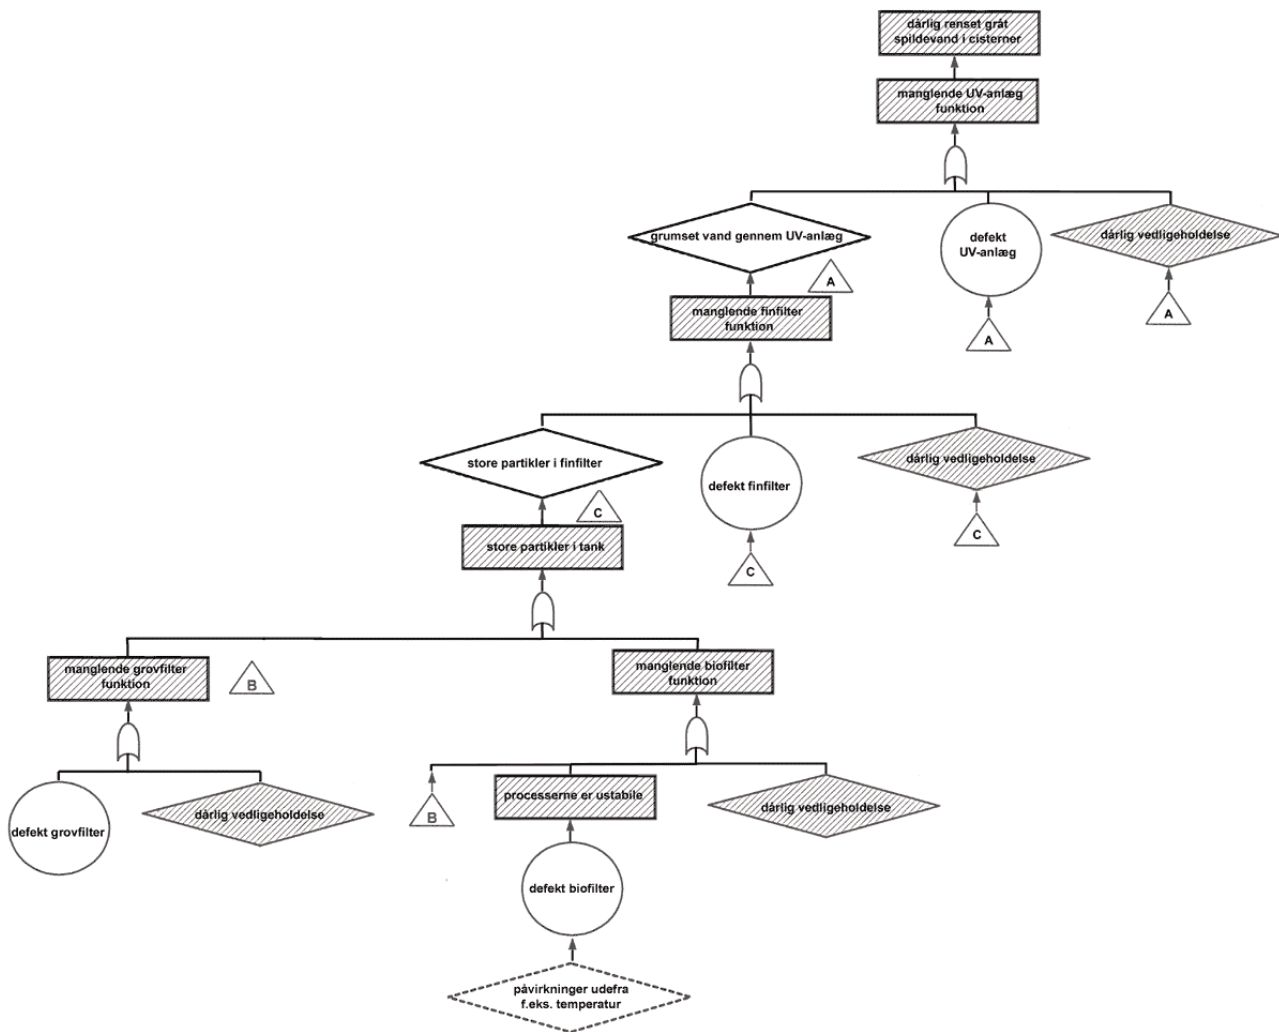 dårlig renset gråt
spildevand i cisterner
manglende UV-anlæg
funktion
grumset vand gennem UV-anlæg
defekt
UV-anlæg
dårlig vedligeholdelse
A
A
A
manglende finfilter
funktion
store partikler i finfilter
defekt finfilter
dårlig vedligeholdelse
C
C
C
store partikler i tank
manglende grovfilter
funktion
B
manglende biofilter
funktion
defekt grovfilter
dårlig vedligeholdelse
B
processerne er ustabile
dårlig vedligeholdelse
defekt biofilter
påvirkninger udefra
f.eks. temperatur